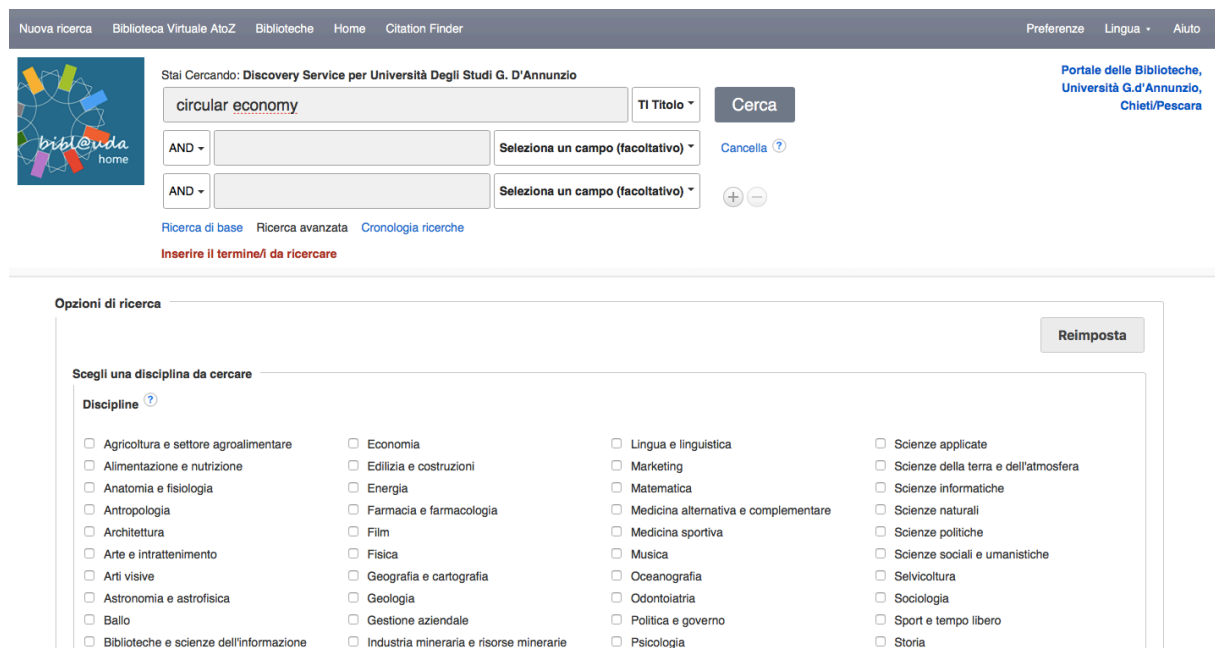 Nuova ricerca Biblioteca Virtuale AtoZ Biblioteche Home Citation Finder Preferenze Lingua Aiuto
bibl@uda
home
Stai Cercando: Discovery Service per Università Degli Studi G. D'Annunzio
Portale delle Biblioteche,
Università G.d'Annunzio,
Chieti/Pescara
circular economy TI Titolo Cerca
AND Seleziona un campo (facoltativo) Cancella ?
AND Seleziona un campo (facoltativo) + −
Ricerca di base Ricerca avanzata Cronologia ricerche
Inserire il termine/i da ricercare
Opzioni di ricerca
Reimposta
Scegli una disciplina da cercare
Discipline ?
Agricoltura e settore agroalimentare Economia Lingua e linguistica Scienze applicate
Alimentazione e nutrizione Edilizia e costruzioni Marketing Scienze della terra e dell'atmosfera
Anatomia e fisiologia Energia Matematica Scienze informatiche
Antropologia Farmacia e farmacologia Medicina alternativa e complementare Scienze naturali
Architettura Film Medicina sportiva Scienze politiche
Arte e intrattenimento Fisica Musica Scienze sociali e umanistiche
Arti visive Geografia e cartografia Oceanografia Selvicoltura
Astronomia e astrofisica Geologia Odontoiatria Sociologia
Ballo Gestione aziendale Politica e governo Sport e tempo libero
Biblioteche e scienze dell'informazione Industria mineraria e risorse minerarie Psicologia Storia